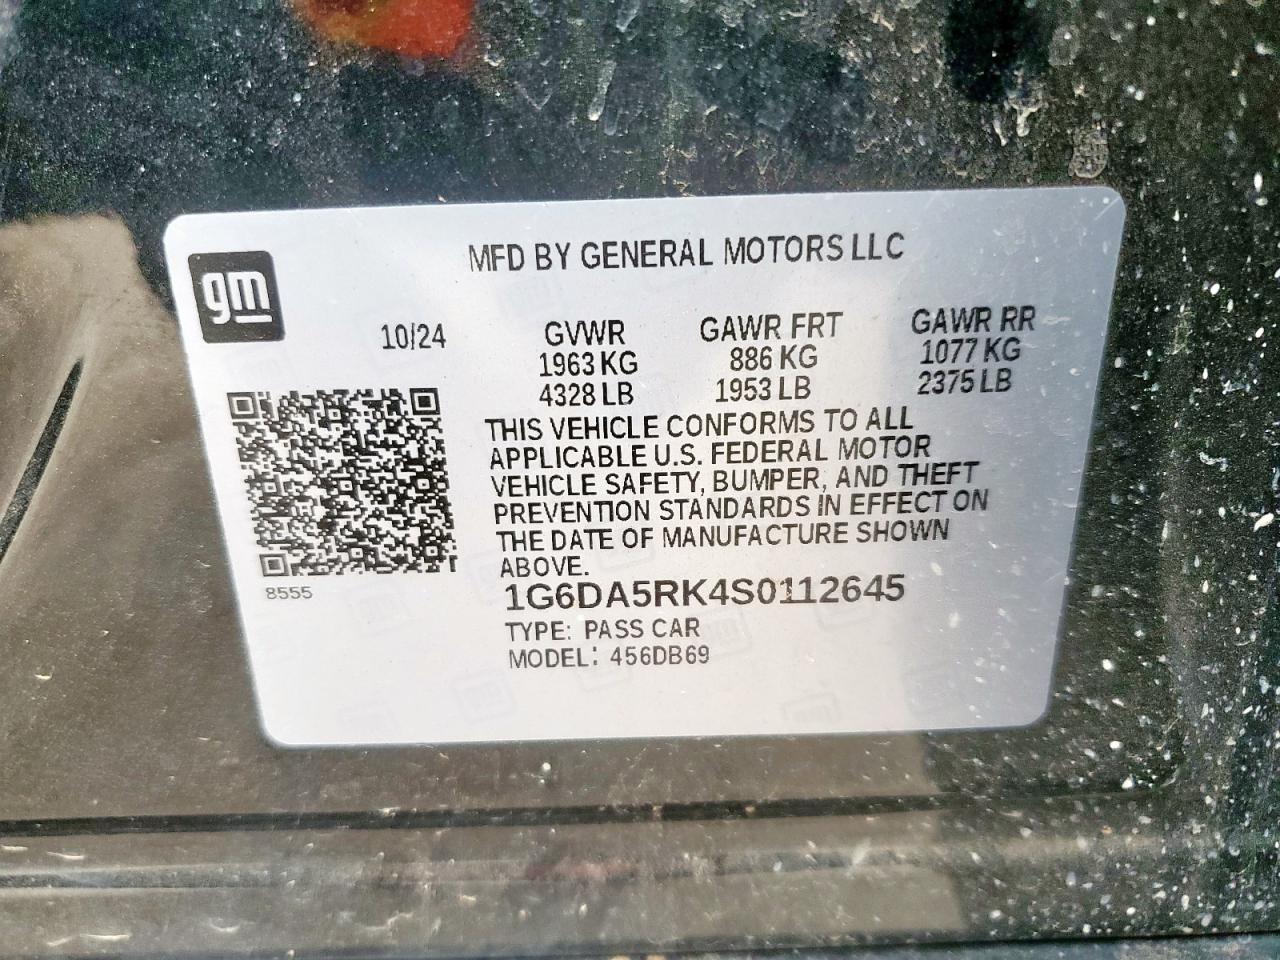 MFD BY GENERAL MOTORS LLC
gm
10/24
GVWR
1963 KG
4328 LB
GAWR FRT
886 KG
1953 LB
GAWR RR
1077 KG
2375 LB
THIS VEHICLE CONFORMS TO ALL
APPLICABLE U.S. FEDERAL MOTOR
VEHICLE SAFETY, BUMPER, AND THEFT
PREVENTION STANDARDS IN EFFECT ON
THE DATE OF MANUFACTURE SHOWN
ABOVE.
8555
1G6DA5RK4S0112645
TYPE: PASS CAR
MODEL: 456DB69